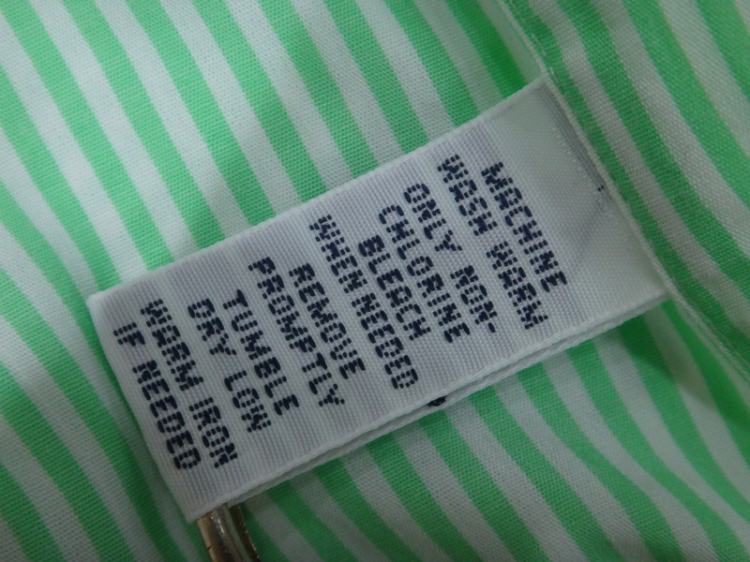 MACHINE
WASH WARM
ONLY NON-
CHLORINE
BLEACH
WHEN NEEDED
REMOVE
PROMPTLY
TUMBLE
DRY LOW
WARM IRON
IF NEEDED